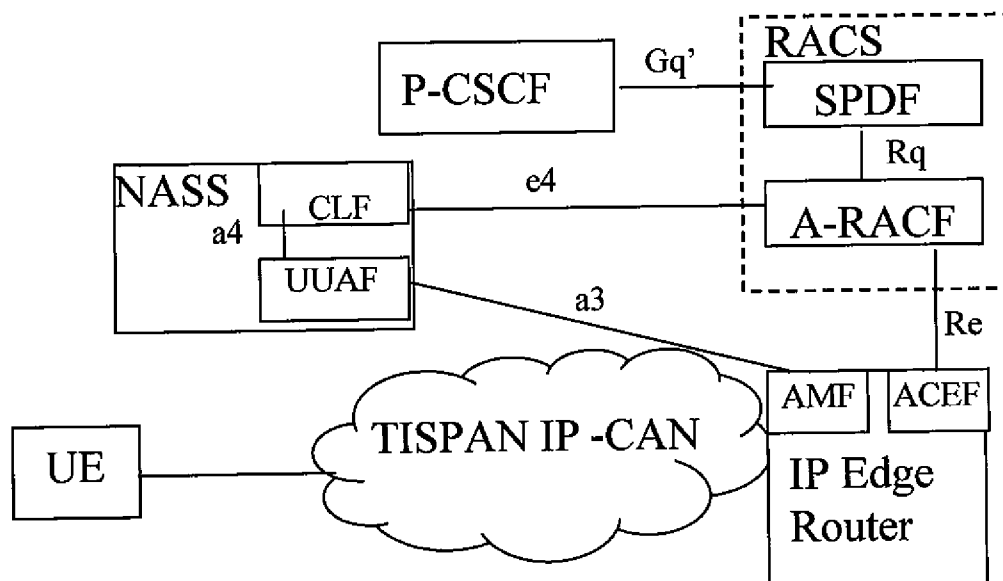 RACS
Gq’
P-CSCF
SPDF
Rq
NASS
e4
CLF
A-RACF
a4
UUAF
a3
Re
AMF
ACEF
TISPAN IP -CAN
UE
IP Edge
Router